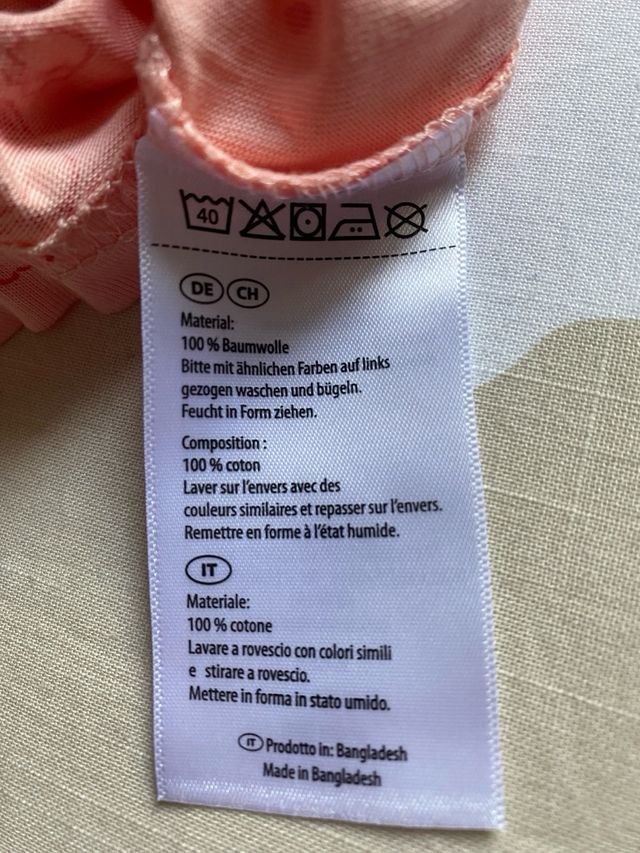 40
DE CH
Material:
100 % Baumwolle
Bitte mit ähnlichen Farben auf links
gezogen waschen und bügeln.
Feucht in Form ziehen.
Composition :
100 % coton
Laver sur l'envers avec des
couleurs similaires et repasser sur l'envers.
Remettre en forme à l'état humide.
IT
Materiale:
100 % cotone
Lavare a rovescio con colori simili
e stirare a rovescio.
Mettere in forma in stato umido.
IT Prodotto in: Bangladesh
Made in Bangladesh